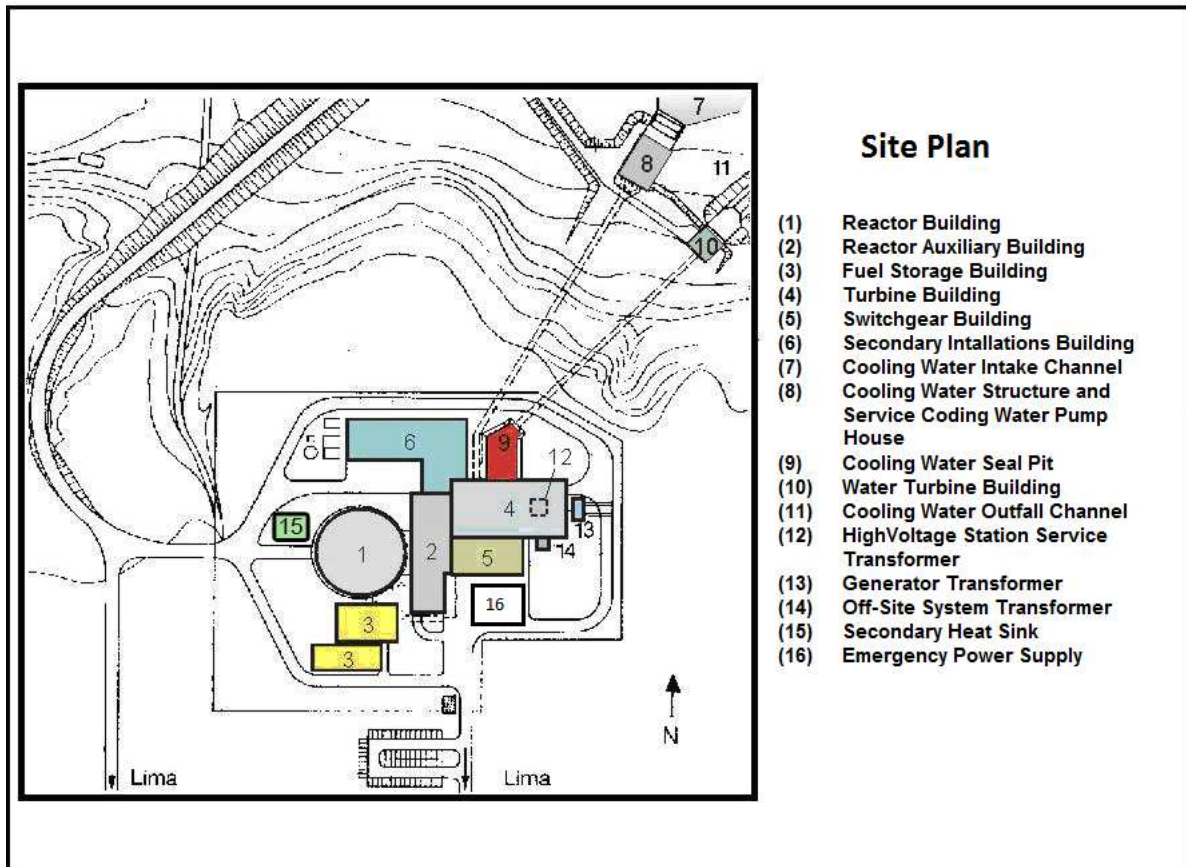 7
8
11
10
6
9
12
4
13
15
1
2
14
5
16
3
3
N
Lima
Lima
Site Plan
(1) Reactor Building
(2) Reactor Auxiliary Building
(3) Fuel Storage Building
(4) Turbine Building
(5) Switchgear Building
(6) Secondary Intallations Building
(7) Cooling Water Intake Channel
(8) Cooling Water Structure and
Service Coding Water Pump
House
(9) Cooling Water Seal Pit
(10) Water Turbine Building
(11) Cooling Water Outfall Channel
(12) HighVoltage Station Service
Transformer
(13) Generator Transformer
(14) Off-Site System Transformer
(15) Secondary Heat Sink
(16) Emergency Power Supply